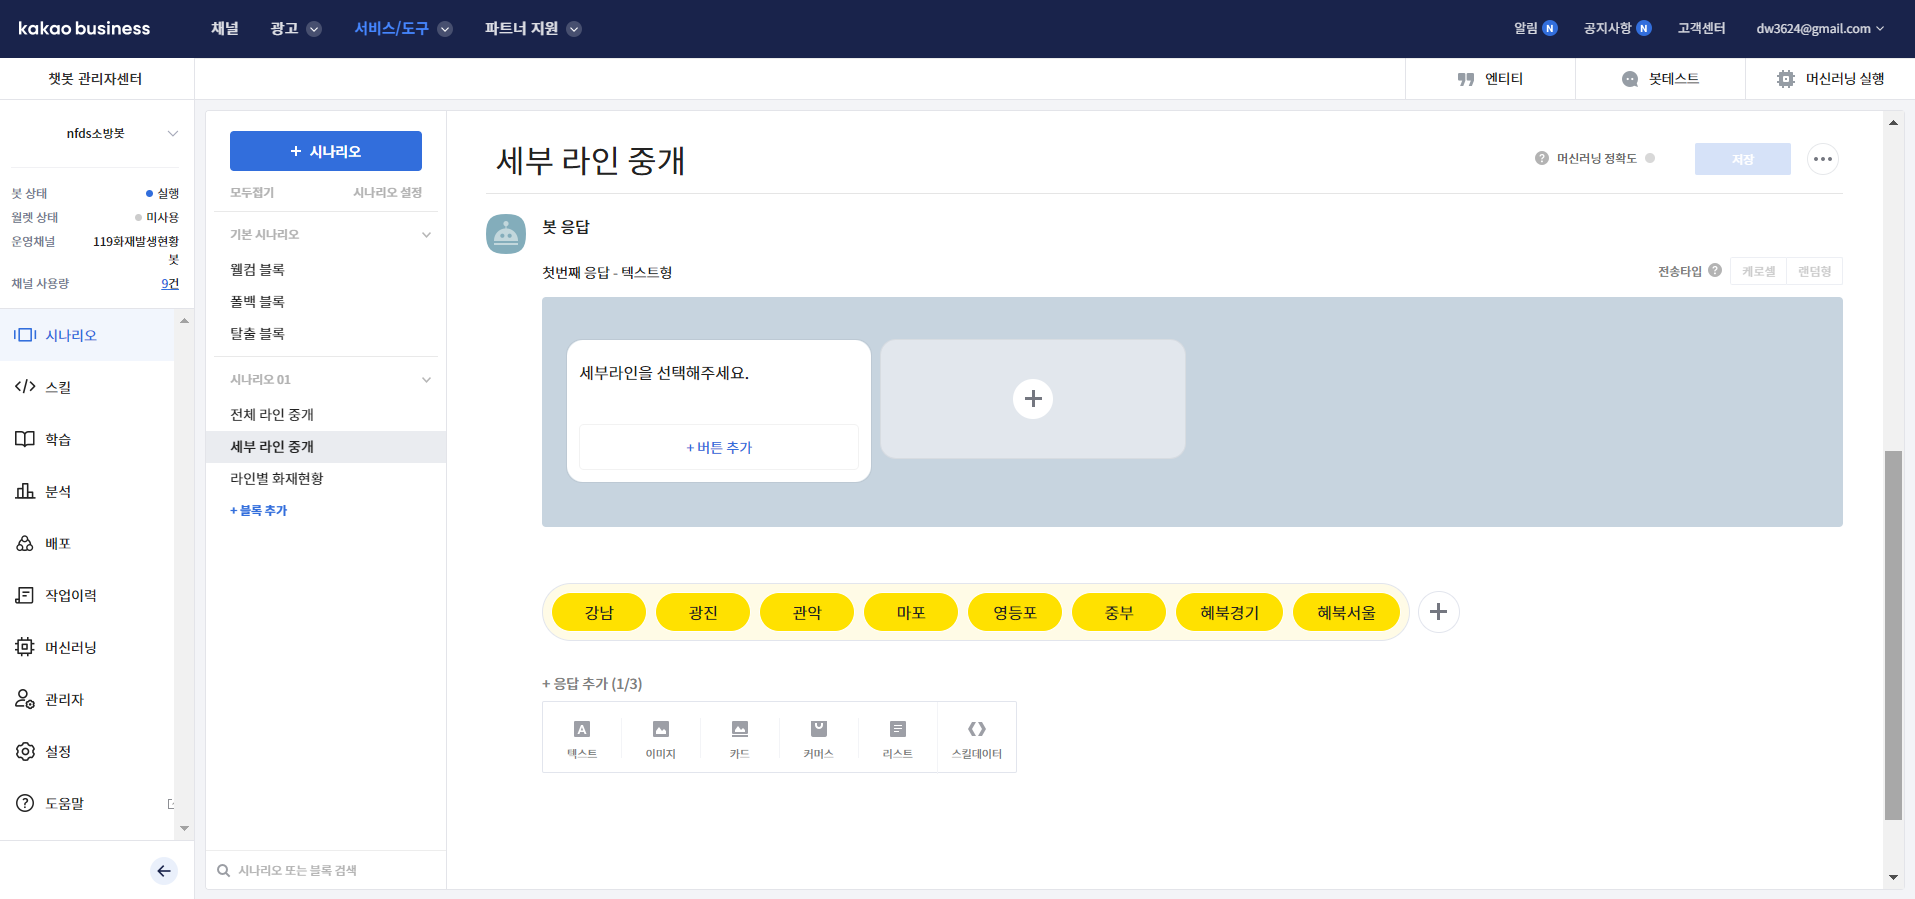 kakao business
채널
광고
서비스/도구
파트너 지원
알림 N
공지사항 N
고객센터
dw3624@gmail.com
챗봇 관리자센터
엔티티
봇테스트
머신러닝 실행
nfds소방봇
봇 상태
실행
월렛 상태
미사용
운영채널
119화재발생현황
봇
채널 사용량
9건
시나리오
스킬
학습
분석
배포
작업이력
머신러닝
관리자
설정
도움말
+ 시나리오
모두접기
시나리오 설정
기본 시나리오
웰컴 블록
폴백 블록
탈출 블록
시나리오 01
전체 라인 중개
세부 라인 중개
라인별 화재현황
+ 블록 추가
시나리오 또는 블록 검색
세부 라인 중개
? 머신러닝 정확도
저장
봇 응답
첫번째 응답 - 텍스트형
전송타입 ?
케로셀
랜덤형
세부라인을 선택해주세요.
+ 버튼 추가
강남
광진
관악
마포
영등포
중부
혜북경기
혜북서울
+ 응답 추가 (1/3)
A
텍스트
이미지
카드
커머스
리스트
스킬데이터